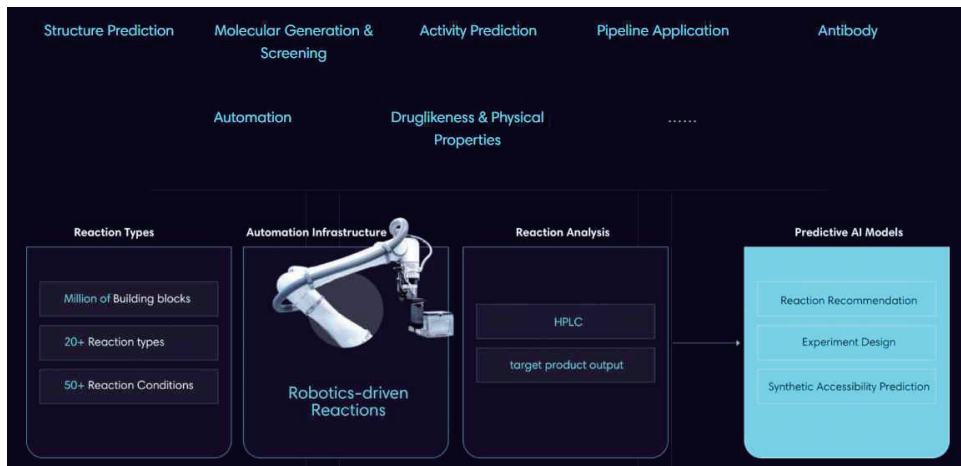 Structure Prediction
Molecular Generation &
Screening
Activity Prediction
Pipeline Application
Antibody
Automation
Druglikeness & Physical
Properties
......
Reaction Types
Million of Building blocks
20+ Reaction types
50+ Reaction Conditions
Automation Infrastructure
Robotics-driven
Reactions
Reaction Analysis
HPLC
target product output
Predictive AI Models
Reaction Recommendation
Experiment Design
Synthetic Accessibility Prediction